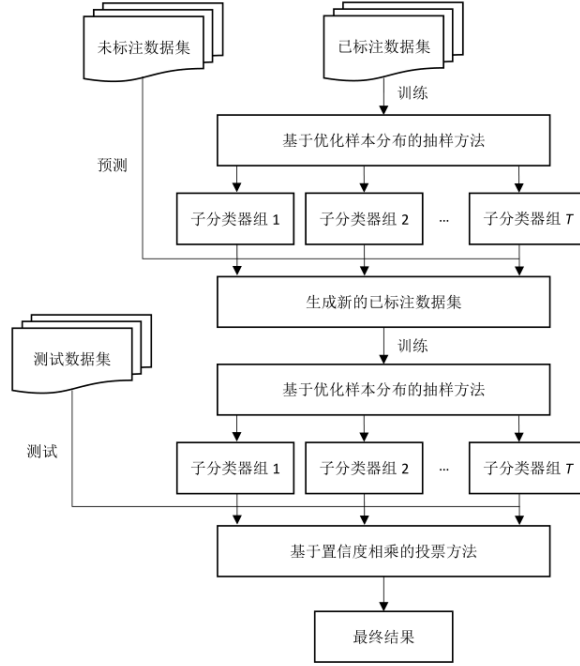 未标注数据集
已标注数据集
训练
基于优化样本分布的抽样方法
预测
子分类器组 1
子分类器组 2
...
子分类器组 T
生成新的已标注数据集
训练
测试数据集
基于优化样本分布的抽样方法
测试
子分类器组 1
子分类器组 2
...
子分类器组 T
基于置信度相乘的投票方法
最终结果